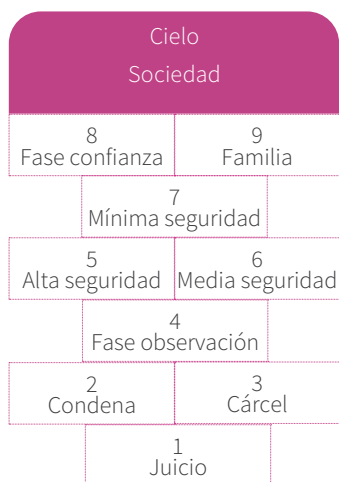 Cielo
Sociedad
8
Fase confianza
9
Familia
7
Mínima seguridad
5
Alta seguridad
6
Media seguridad
4
Fase observación
2
Condena
3
Cárcel
1
Juicio